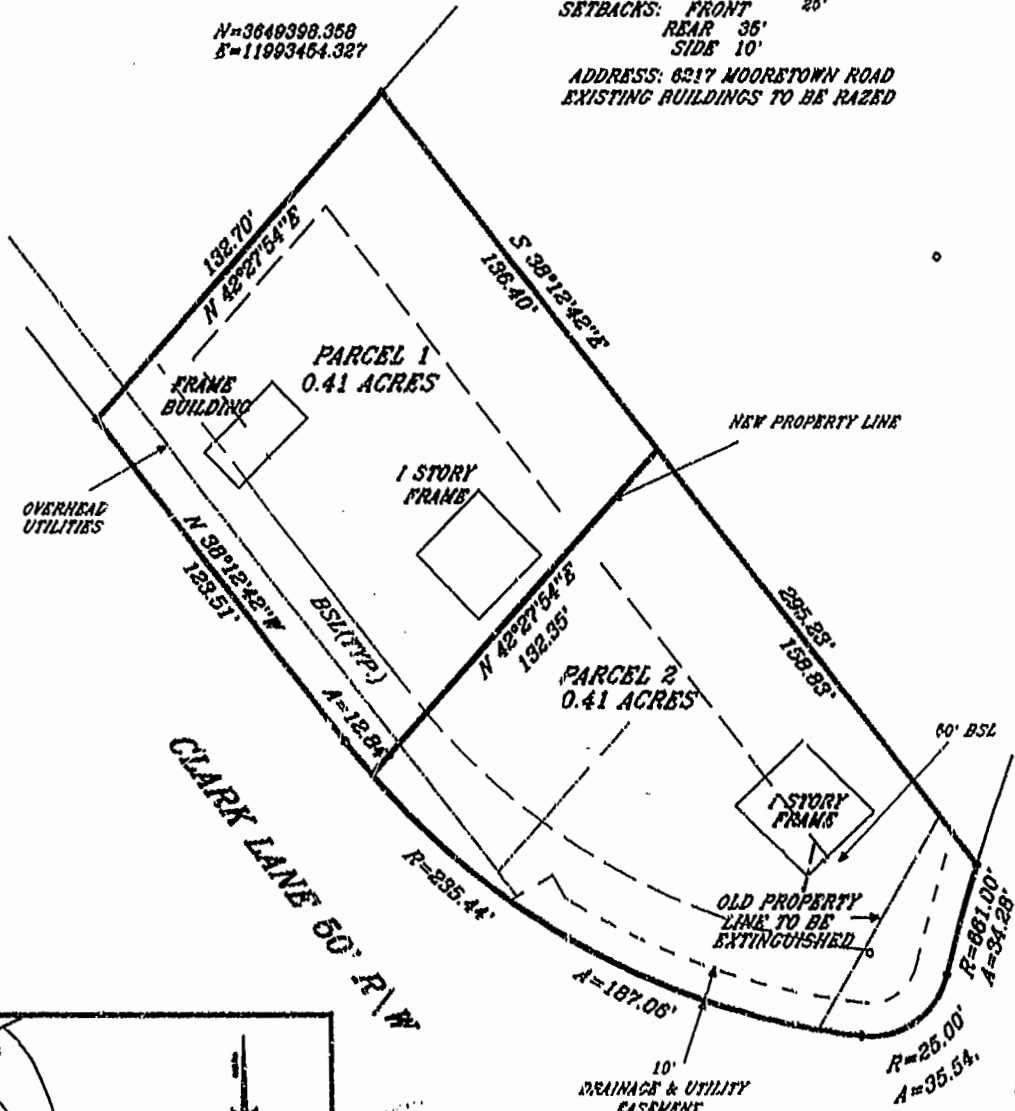 N=3649398.358
E=11993454.327
SETBACKS: FRONT 25'
REAR 35'
SIDE 10'
ADDRESS: 6217 MOORETOWN ROAD
EXISTING BUILDINGS TO BE RAZED
132.70'
N 42°27'54"E
S 38°12'42"E
136.40'
PARCEL 1
0.41 ACRES
FRAME
BUILDING
NEW PROPERTY LINE
1 STORY
FRAME
OVERHEAD
UTILITIES
N 38°12'42"W
123.51'
BSL(TYP.)
N 42°27'54"E
132.35'
295.23'
158.83'
PARCEL 2
0.41 ACRES
A=12.84'
60' BSL
1 STORY
FRAME
CLARK LANE 50' R\W
R=235.44'
OLD PROPERTY
LINE TO BE
EXTINGUISHED
R=661.00'
A=34.28'
A=187.06'
R=25.00'
A=35.54'
10'
DRAINAGE & UTILITY
EASEMENT